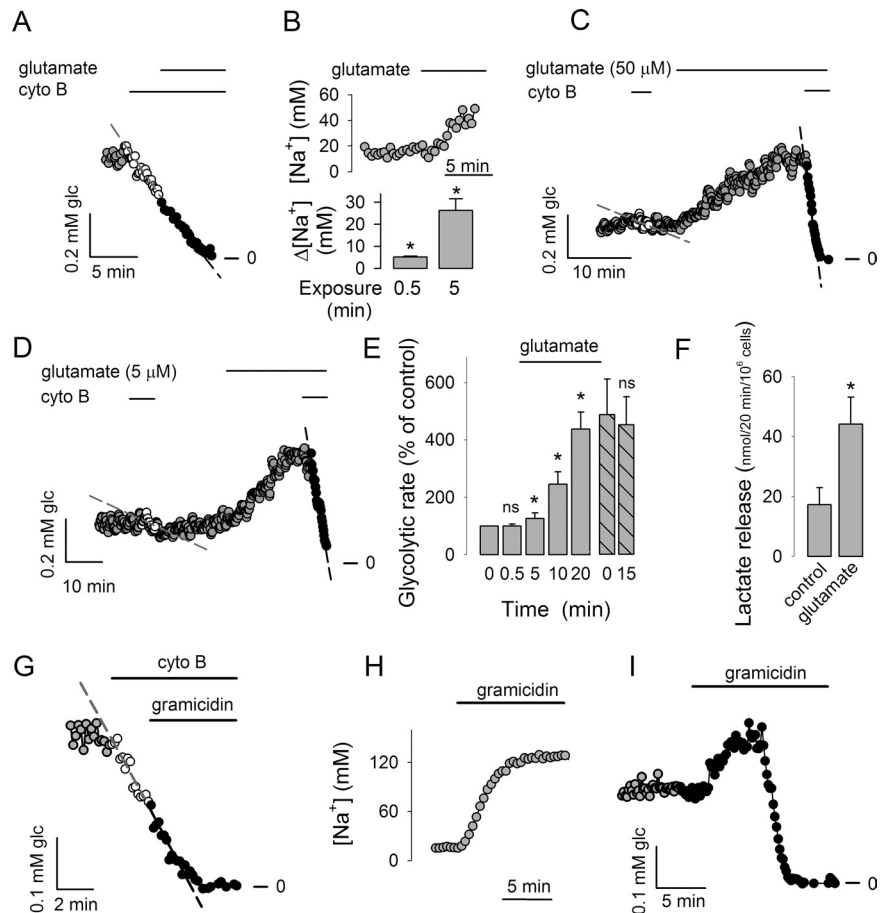 A
glutamate
cyto B
0.2 mM glc
5 min
0
B
glutamate
[Na⁺] (mM)
60
40
20
0
5 min
Δ[Na⁺]
(mM)
30
20
10
0
*
*
Exposure 0.5 5
(min)
C
glutamate (50 μM)
cyto B
0.2 mM glc
10 min
0
D
glutamate (5 μM)
cyto B
0.2 mM glc
10 min
0
E
glutamate
Glycolytic rate (% of control)
600
400
200
0
ns
*
*
*
ns
0 0.5 5 10 20 0 15
Time (min)
F
Lactate release (nmol/20 min/10⁶ cells)
60
40
20
0
*
control
glutamate
G
cyto B
gramicidin
0.1 mM glc
2 min
0
H
gramicidin
[Na⁺] (mM)
120
60
0
5 min
I
gramicidin
0.1 mM glc
5 min
0